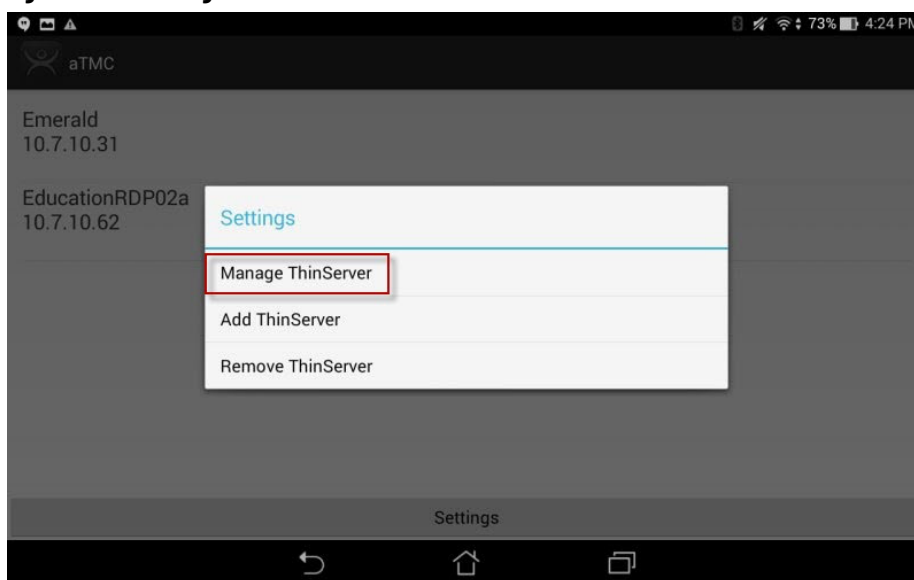 73% 4:24 PM
aTMC
Emerald
10.7.10.31
EducationRDP02a
10.7.10.62
Settings
Manage ThinServer
Add ThinServer
Remove ThinServer
Settings